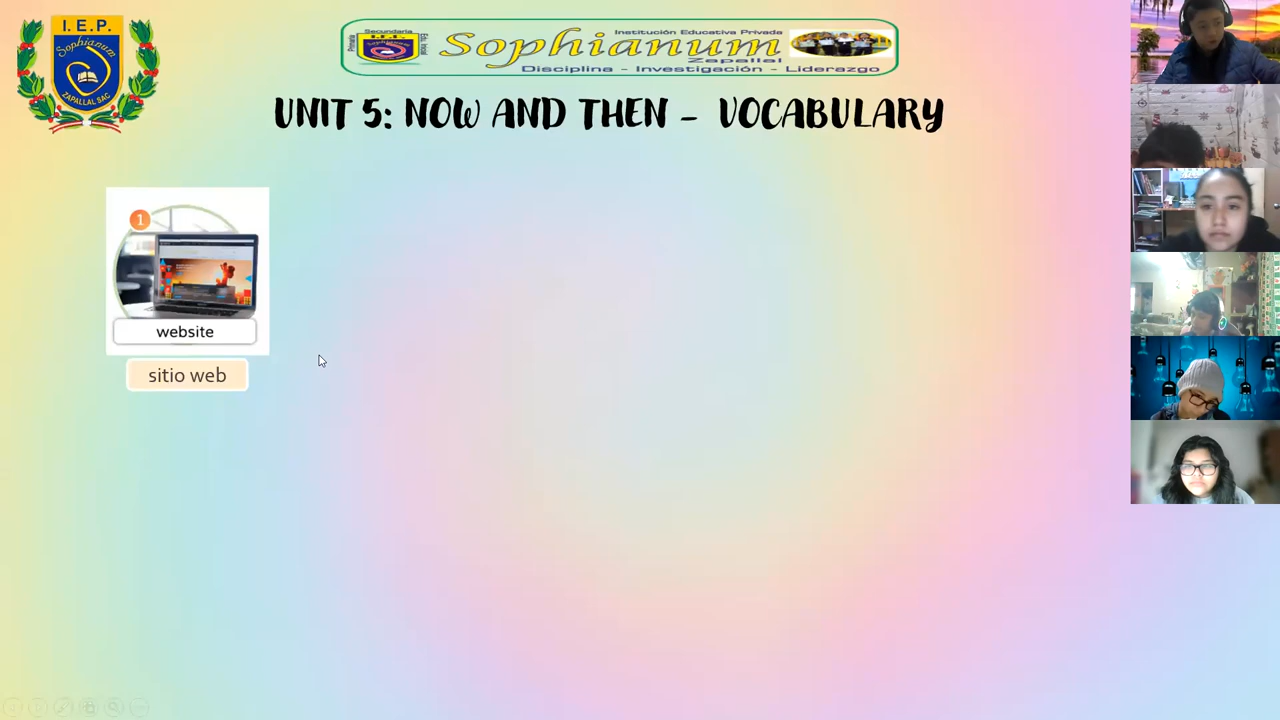 I.E.P.
Sophianum
ZAPALLAL SAC
Secundaria
Primaria
I.E.P.
Institución Educativa Privada
Sophianum
Zapallal
Disciplina - Investigación - Liderazgo
UNIT 5: NOW AND THEN - VOCABULARY
1
website
sitio web